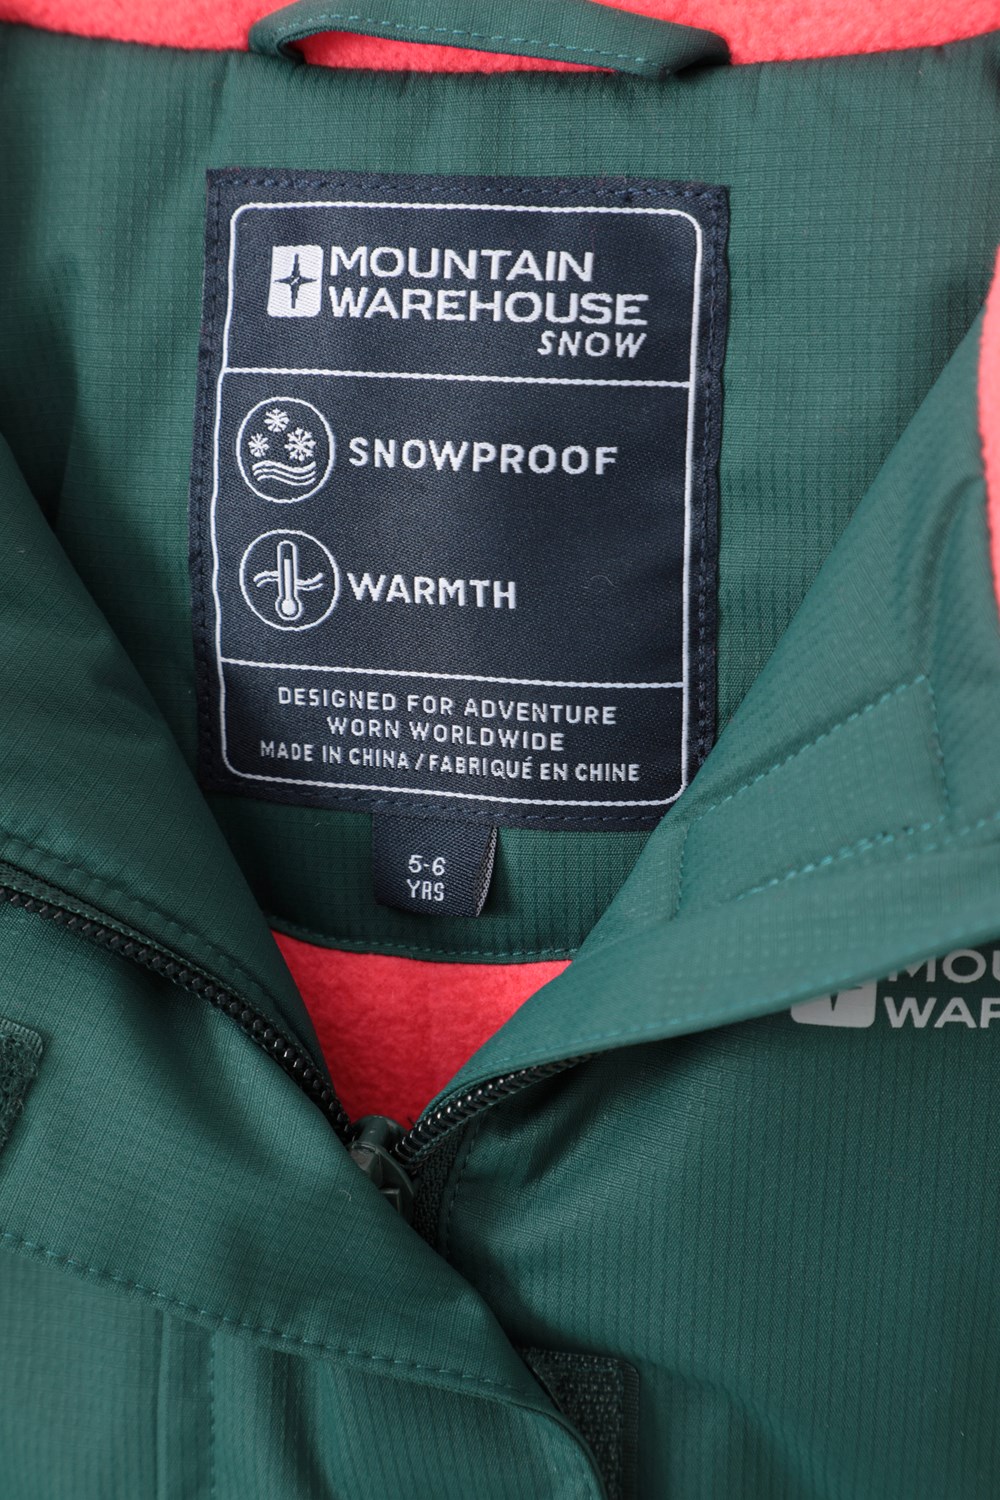 MOUNTAIN
WAREHOUSE
SNOW
SNOWPROOF
WARMTH
DESIGNED FOR ADVENTURE
WORN WORLDWIDE
MADE IN CHINA / FABRIQUÉ EN CHINE
5-6
YRS